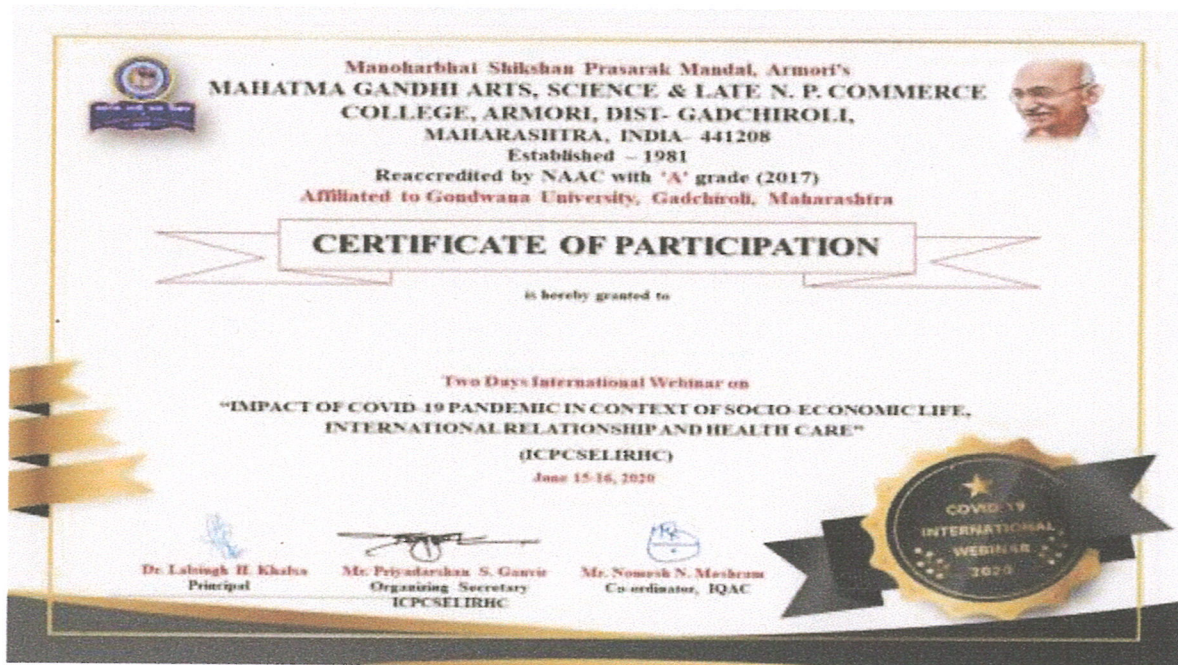 Manoharbhai Shikshan Prasarak Mandal, Armori's
MAHATMA GANDHI ARTS, SCIENCE & LATE N. P. COMMERCE
COLLEGE, ARMORI, DIST- GADCHIROLI,
MAHARASHTRA, INDIA- 441208
Established – 1981
Reaccredited by NAAC with 'A' grade (2017)
Affiliated to Gondwana University, Gadchiroli, Maharashtra
CERTIFICATE OF PARTICIPATION
is hereby granted to
Two Days International Webinar on
“IMPACT OF COVID-19 PANDEMIC IN CONTEXT OF SOCIO-ECONOMIC LIFE,
INTERNATIONAL RELATIONSHIP AND HEALTH CARE”
(ICPCSELIRHC)
June 15-16, 2020
COVID-19
INTERNATIONAL
WEBINAR
2020
Dr. Lalsingh H. Khalsa
Principal
Mr. Priyadarshan S. Ganvir
Organizing Secretary
ICPCSELIRHC
Mr. Nomesh N. Meshram
Co-ordinator, IQAC